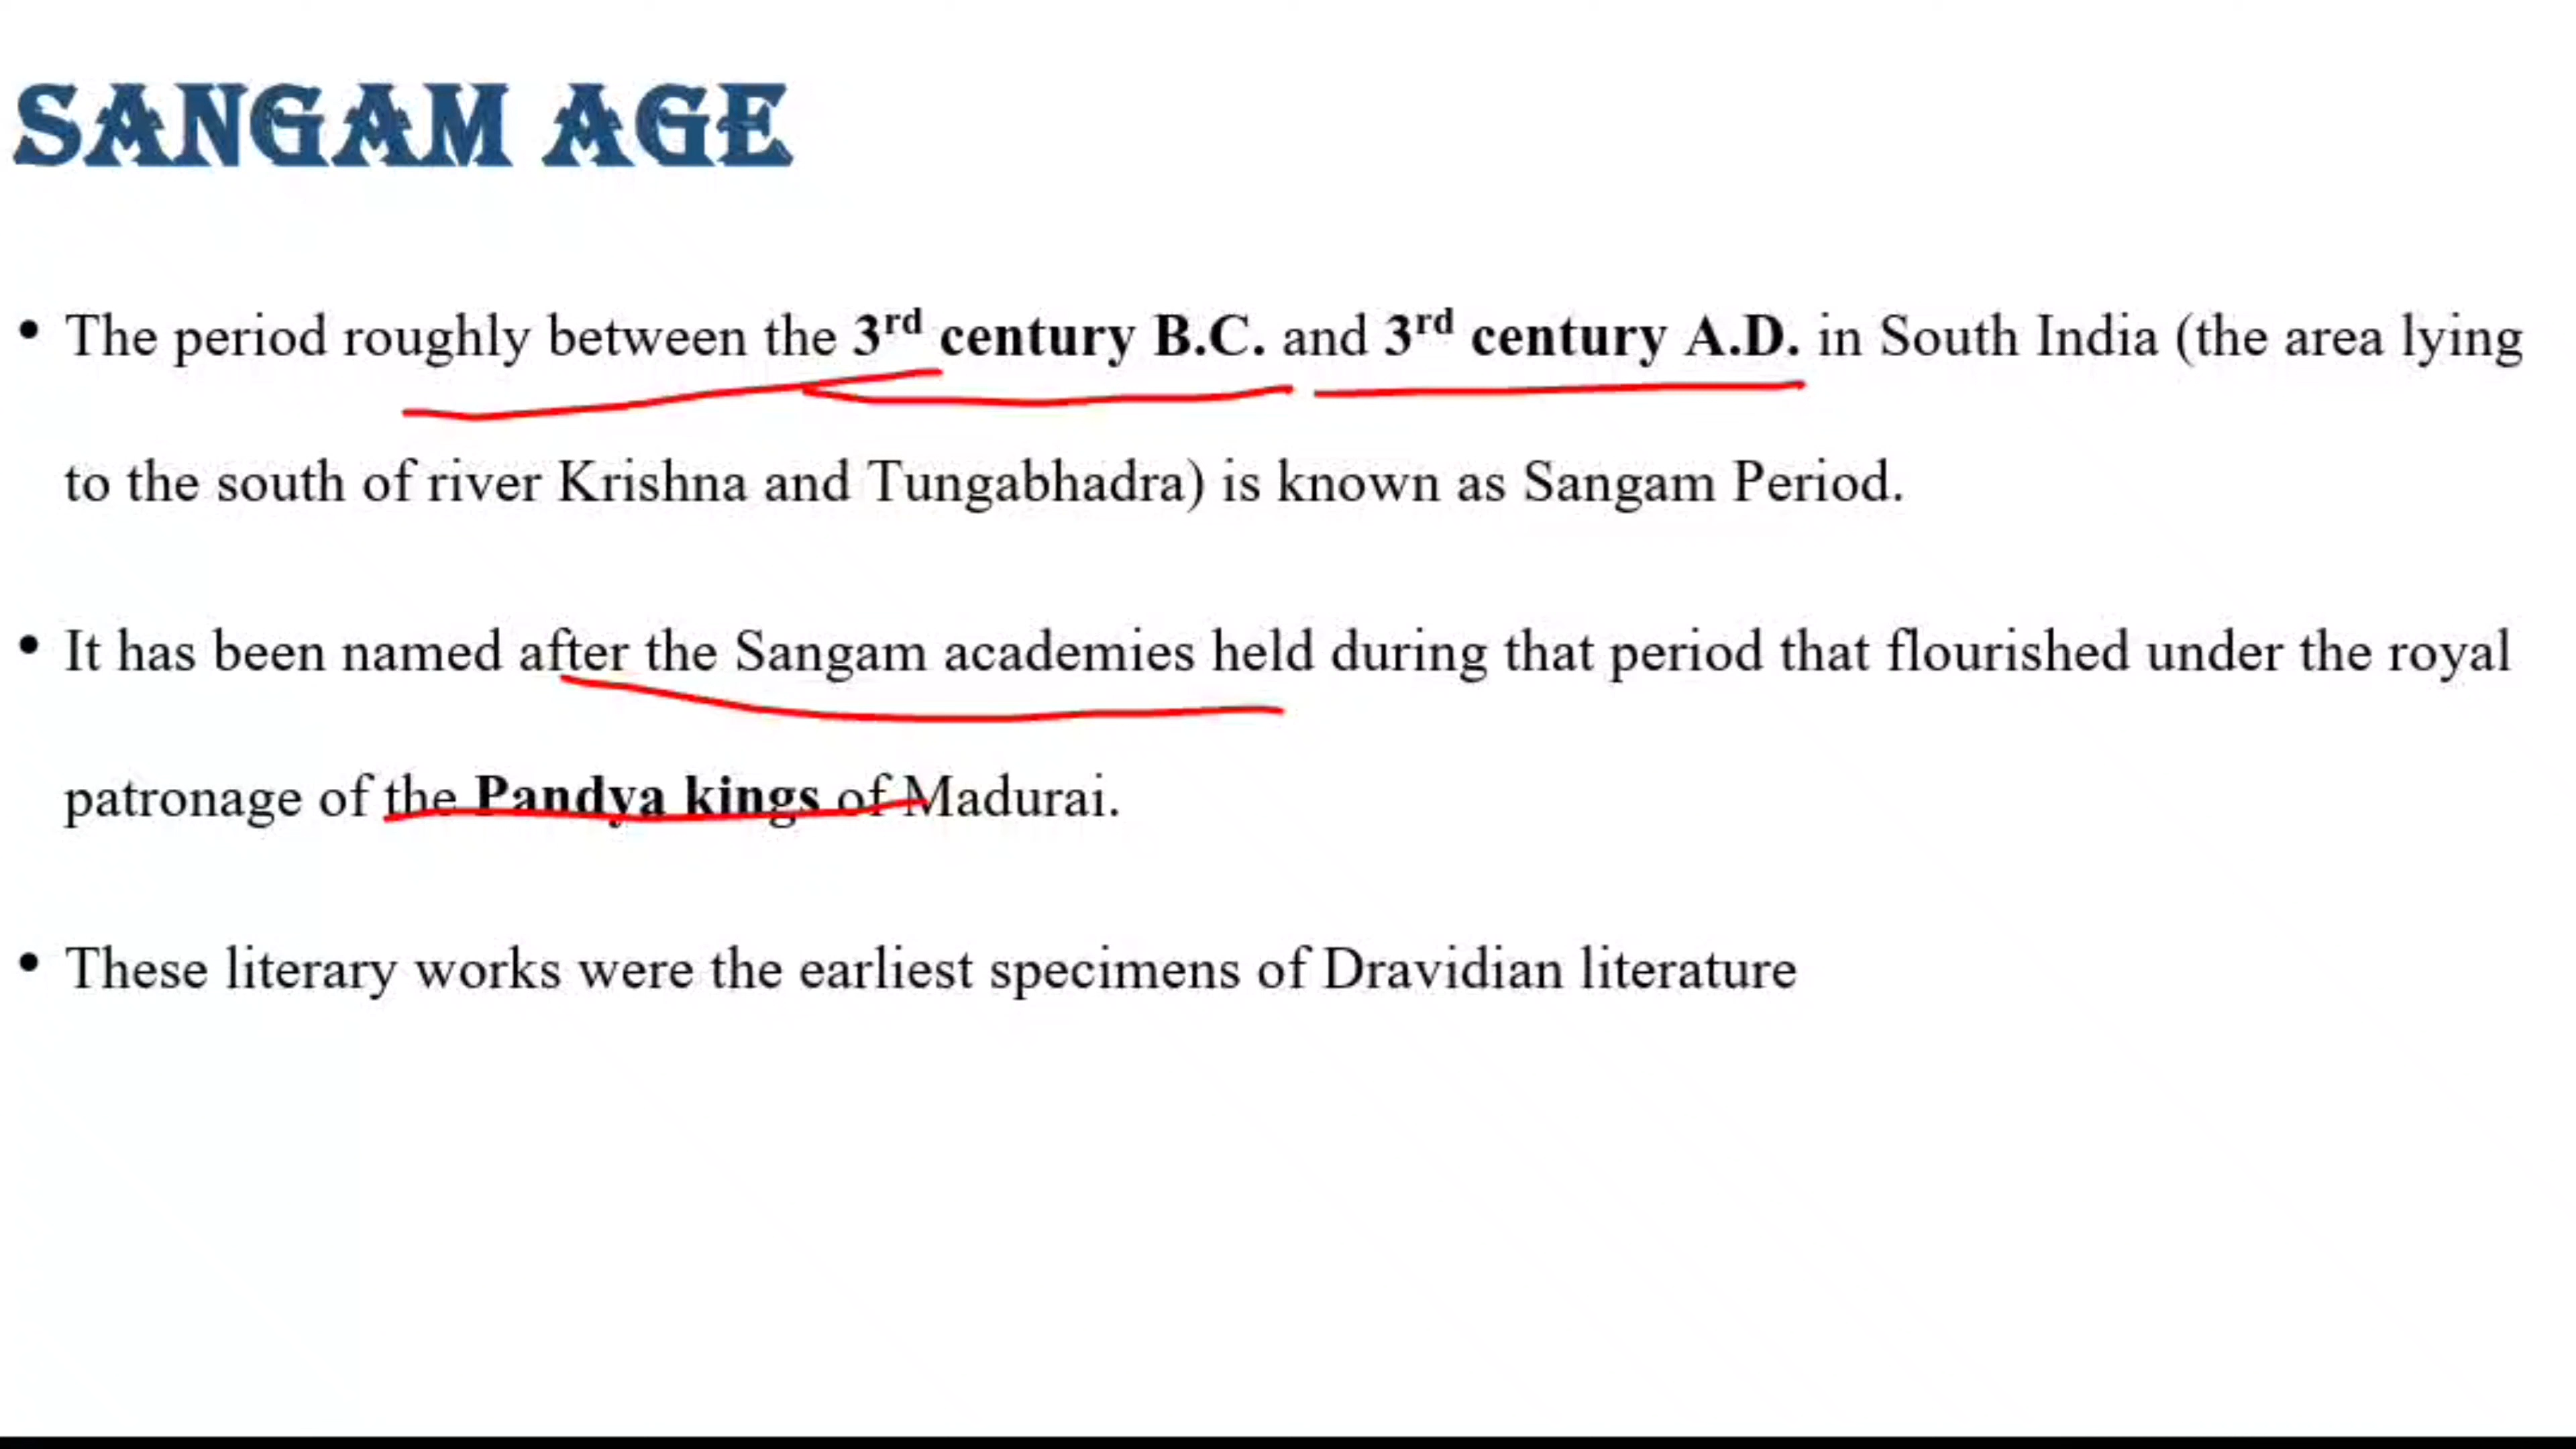 SANGAM AGE
• The period roughly between the 3rd century B.C. and 3rd century A.D. in South India (the area lying
to the south of river Krishna and Tungabhadra) is known as Sangam Period.
• It has been named after the Sangam academies held during that period that flourished under the royal
patronage of the Pandya kings of Madurai.
• These literary works were the earliest specimens of Dravidian literature